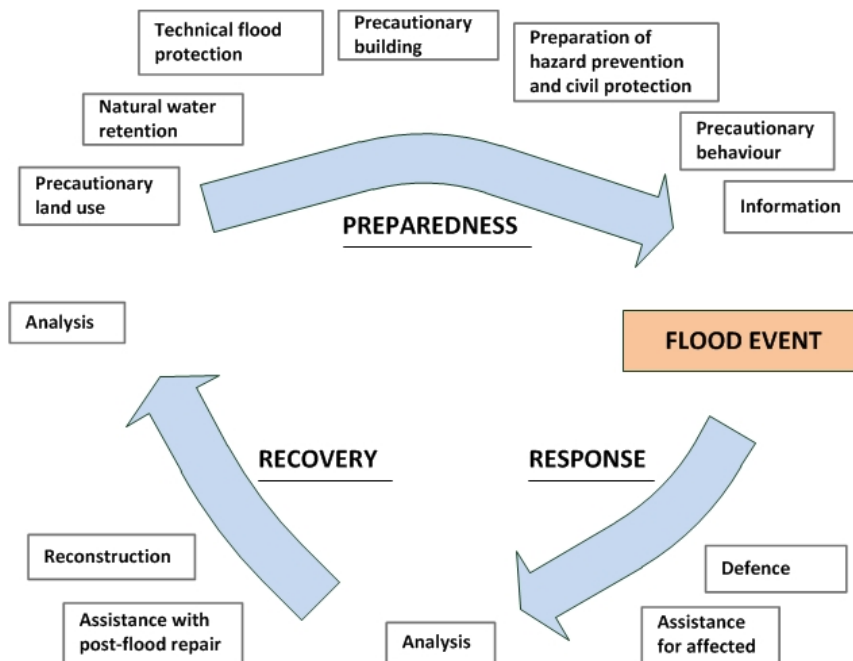 Technical flood
protection
Precautionary
building
Preparation of
hazard prevention
and civil protection
Natural water
retention
Precautionary
behaviour
Precautionary
land use
Information
PREPAREDNESS
Analysis
FLOOD EVENT
RECOVERY
RESPONSE
Reconstruction
Defence
Assistance with
post-flood repair
Analysis
Assistance
for affected